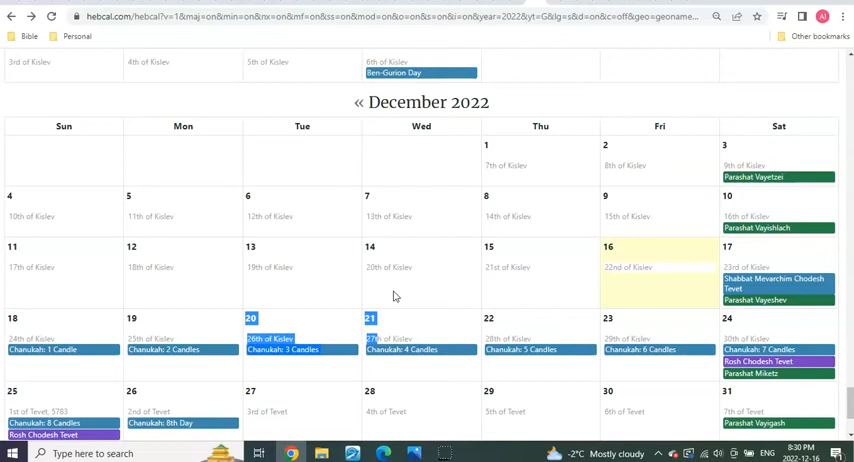 hebcal.com/hebcal?v=1&maj=on&min=on&nx=on&mf=on&ss=on&mod=on&o=on&s=on&i=on&year=2022&yt=G&lg=s&d=on&c=off&geo=geoname...
AI
Bible
Personal
Other bookmarks
3rd of Kislev
4th of Kislev
5th of Kislev
6th of Kislev
Ben-Gurion Day
« December 2022
Sun Mon Tue Wed Thu Fri Sat
1 2 3
7th of Kislev 8th of Kislev 9th of Kislev
Parashat Vayetzei
4 5 6 7 8 9 10
10th of Kislev 11th of Kislev 12th of Kislev 13th of Kislev 14th of Kislev 15th of Kislev 16th of Kislev
Parashat Vayishlach
11 12 13 14 15 16 17
17th of Kislev 18th of Kislev 19th of Kislev 20th of Kislev 21st of Kislev 22nd of Kislev 23rd of Kislev
Shabbat Mevarchim Chodesh
Tevet
Parashat Vayeshev
18 19 20 21 22 23 24
24th of Kislev 25th of Kislev 26th of Kislev 27th of Kislev 28th of Kislev 29th of Kislev 30th of Kislev
Chanukah: 1 Candle Chanukah: 2 Candles Chanukah: 3 Candles Chanukah: 4 Candles Chanukah: 5 Candles Chanukah: 6 Candles Chanukah: 7 Candles
Rosh Chodesh Tevet
Parashat Miketz
25 26 27 28 29 30 31
1st of Tevet, 5783 2nd of Tevet 3rd of Tevet 4th of Tevet 5th of Tevet 6th of Tevet 7th of Tevet
Chanukah: 8 Candles Chanukah: 8th Day Parashat Vayigash
Rosh Chodesh Tevet
Type here to search
-2°C Mostly cloudy
ENG
8:30 PM
2022-12-16